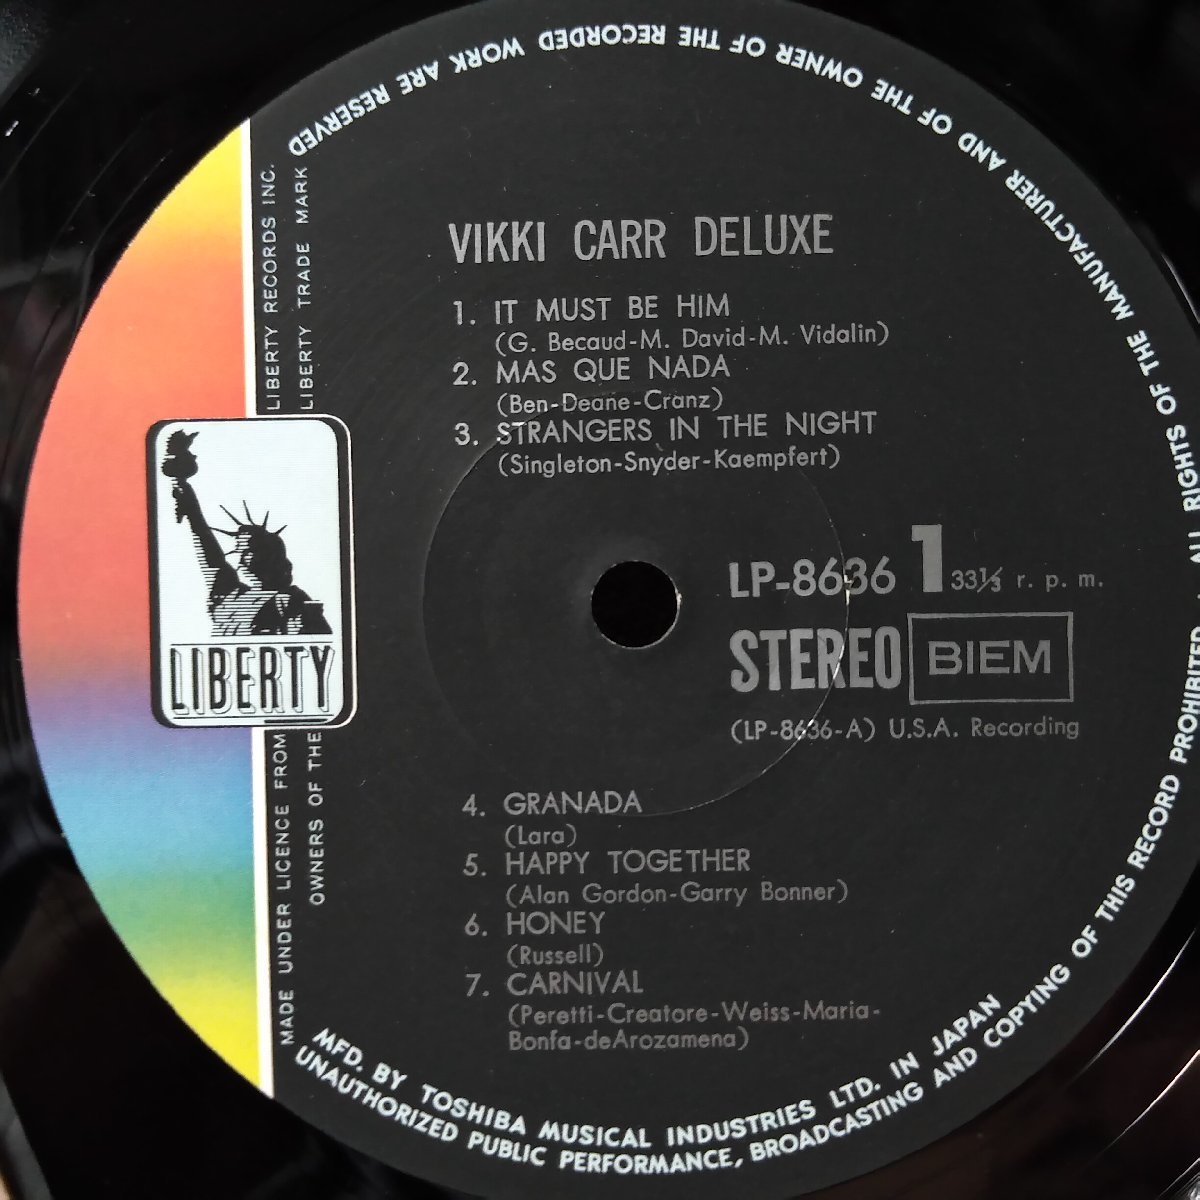 VIKKI CARR DELUXE
1. IT MUST BE HIM
(G. Becaud-M. David-M. Vidalin)
2. MAS QUE NADA
(Ben-Deane-Cranz)
3. STRANGERS IN THE NIGHT
(Singleton-Snyder-Kaempfert)
LP-8636 1 33⅓ r. p. m.
STEREO BIEM
(LP-8636-A) U.S.A. Recording
4. GRANADA
(Lara)
5. HAPPY TOGETHER
(Alan Gordon-Garry Bonner)
6. HONEY
(Russell)
7. CARNIVAL
(Peretti-Creatore-Weiss-Maria-
Bonfa-deArozamena)
LIBERTY
MADE UNDER LICENCE FROM LIBERTY RECORDS INC.
OWNERS OF THE LIBERTY TRADE MARK
MFD. BY TOSHIBA MUSICAL INDUSTRIES LTD. IN JAPAN
UNAUTHORIZED PUBLIC PERFORMANCE, BROADCASTING AND COPYING OF THIS RECORD PROHIBITED
ALL RIGHTS OF THE MANUFACTURER AND OF THE OWNER OF THE RECORDED WORK ARE RESERVED